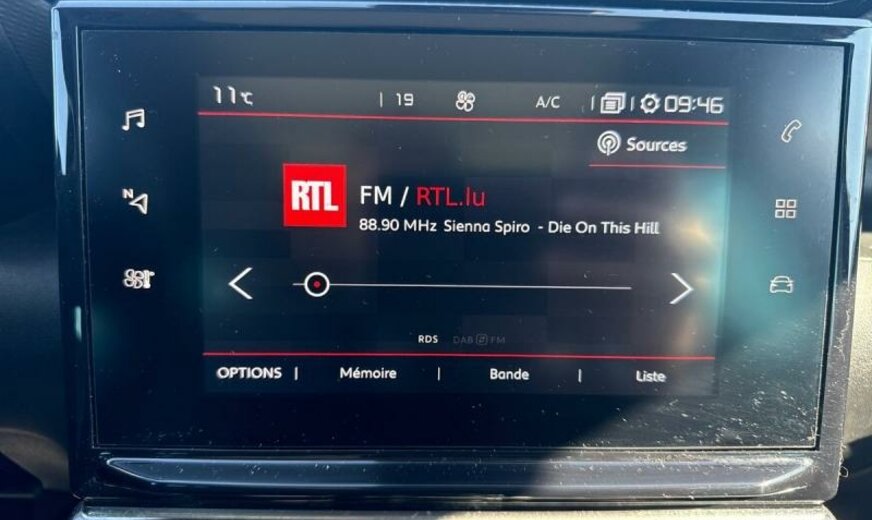 11°C | 19 A/C | | 09:46
N
Sources
RTL
FM / RTL.lu
88.90 MHz Sienna Spiro - Die On This Hill
RDS DAB FM
OPTIONS | Mémoire | Bande | Liste